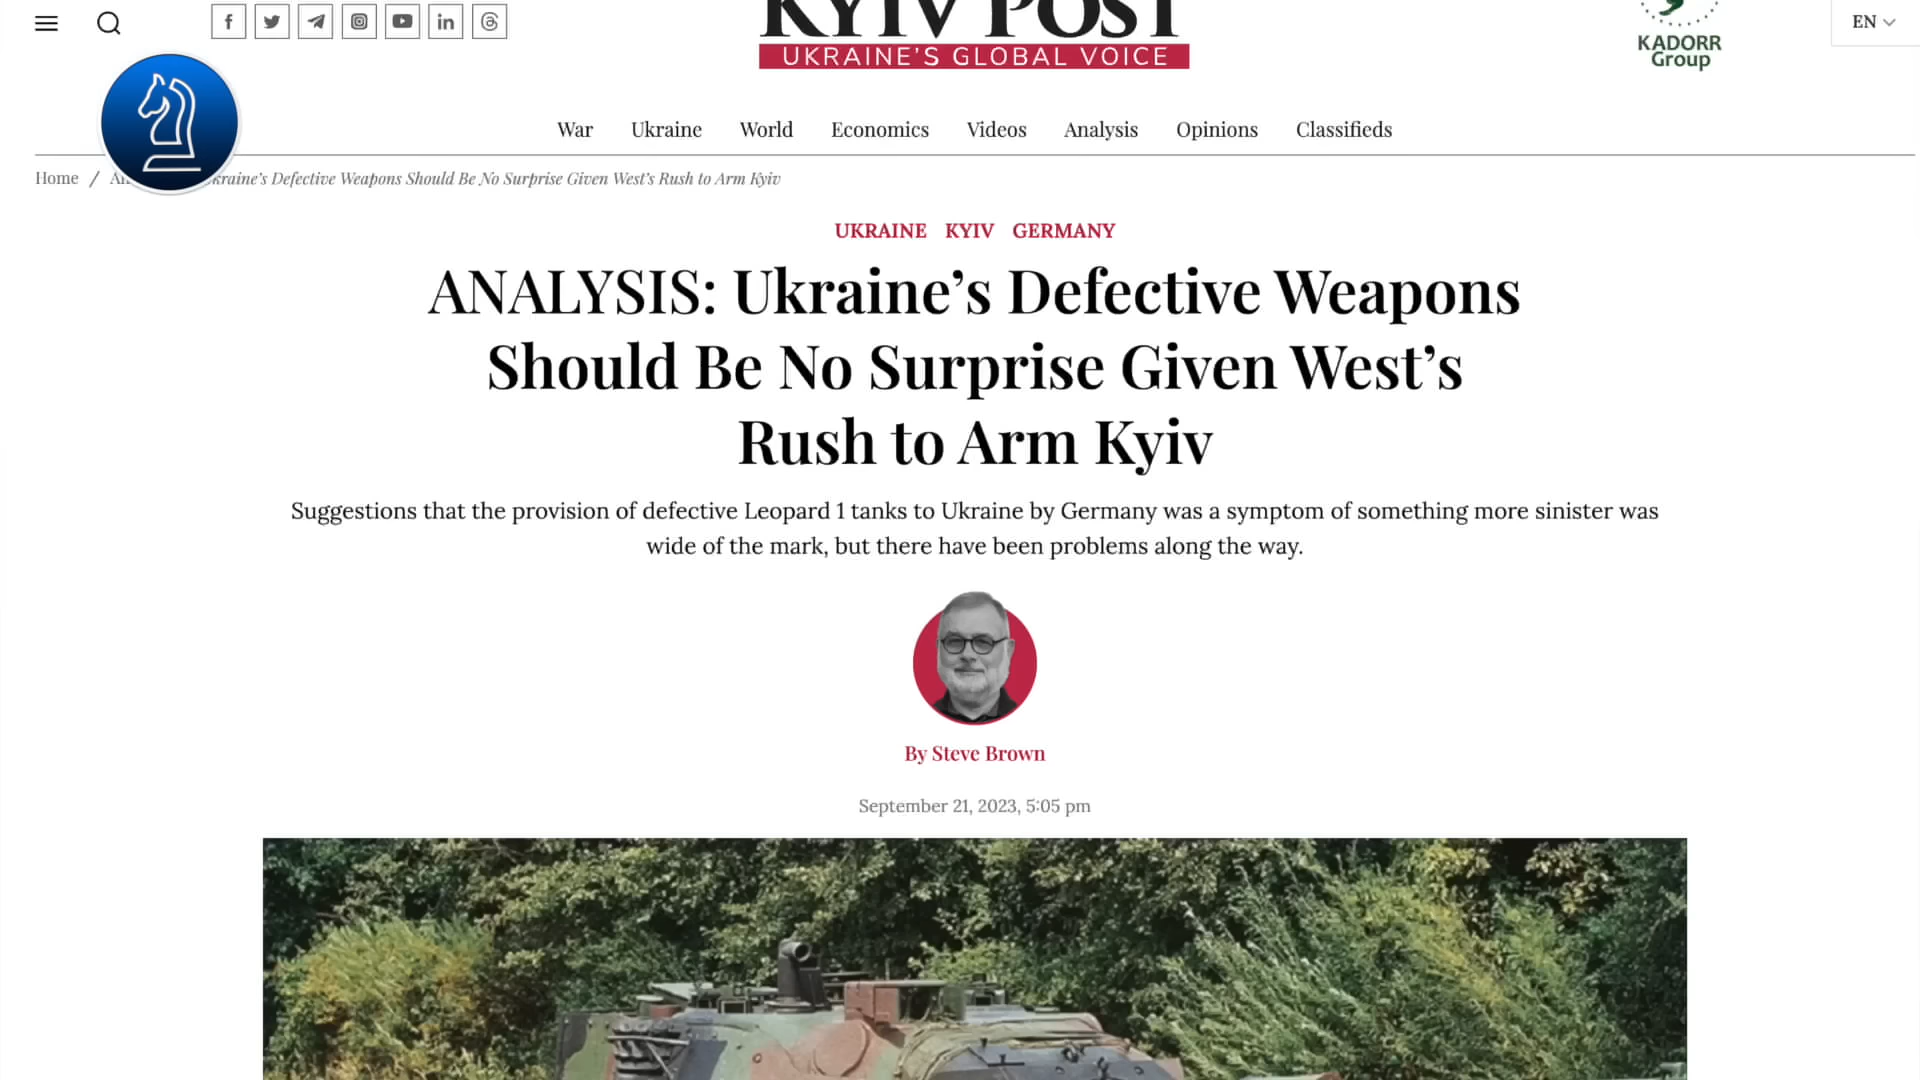 KYIV POST
UKRAINE'S GLOBAL VOICE
KADORR
Group
EN
War Ukraine World Economics Videos Analysis Opinions Classifieds
Home / kraine's Defective Weapons Should Be No Surprise Given West's Rush to Arm Kyiv
UKRAINE KYIV GERMANY
ANALYSIS: Ukraine’s Defective Weapons
Should Be No Surprise Given West’s
Rush to Arm Kyiv
Suggestions that the provision of defective Leopard 1 tanks to Ukraine by Germany was a symptom of something more sinister was
wide of the mark, but there have been problems along the way.
By Steve Brown
September 21, 2023, 5:05 pm